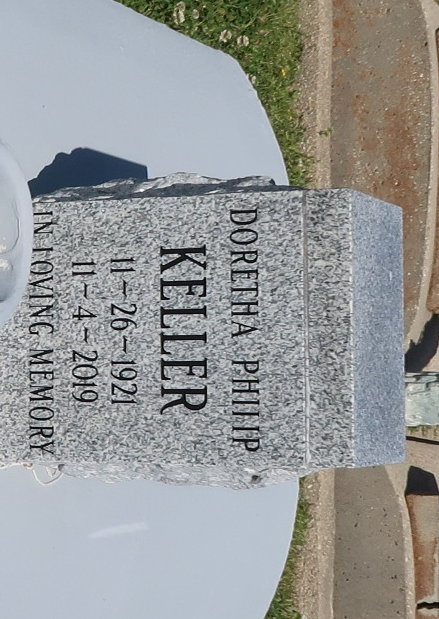 DORETHA PHILIP
KELLER
11-26-1921
11-4-2019
IN LOVING MEMORY